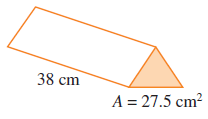 38 cm
A = 27.5 cm²